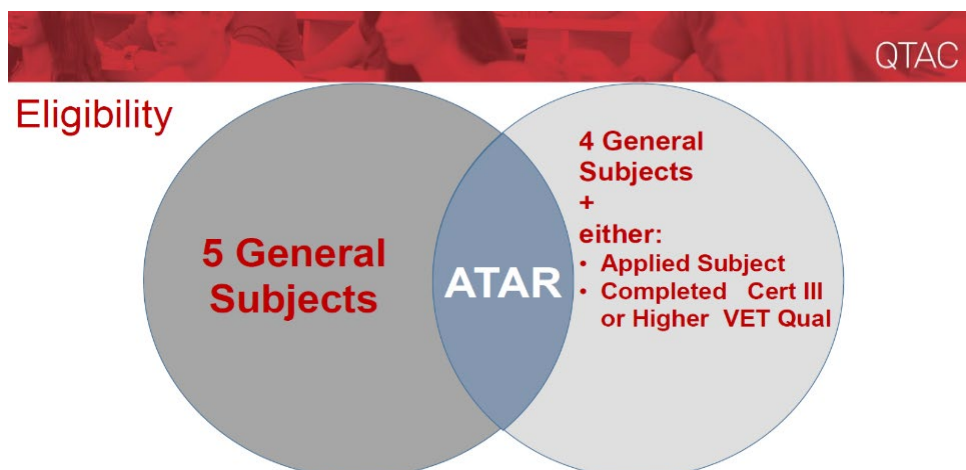 QTAC
Eligibility
5 General
Subjects
ATAR
4 General
Subjects
+
either:
• Applied Subject
• Completed Cert III
or Higher VET Qual